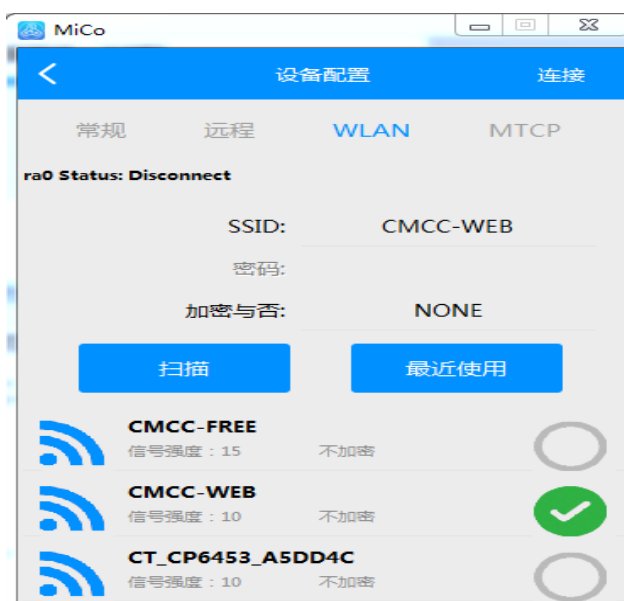 MiCo
设备配置 连接
常规 远程 WLAN MTCP
ra0 Status: Disconnect
SSID: CMCC-WEB
密码:
加密与否: NONE
扫描 最近使用
CMCC-FREE
信号强度：15 不加密
CMCC-WEB
信号强度：10 不加密
CT_CP6453_A5DD4C
信号强度：10 不加密